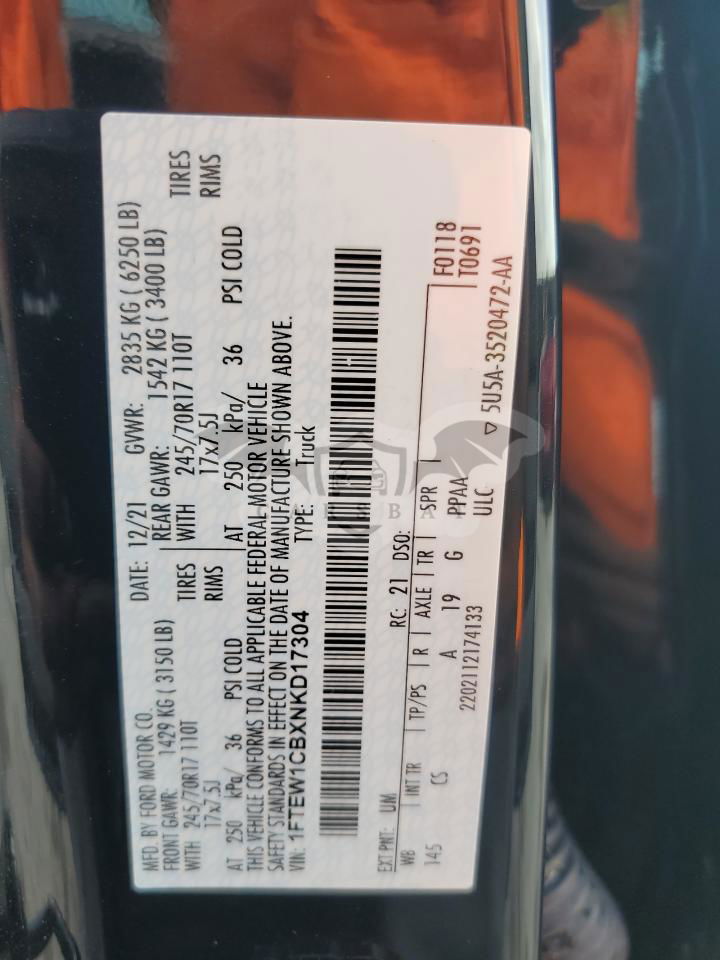 MFD. BY FORD MOTOR CO. DATE: 12/21 GVWR: 2835 KG ( 6250 LB)
FRONT GAWR: 1429 KG ( 3150 LB) REAR GAWR: 1542 KG ( 3400 LB)
WITH 245/70R17 110T TIRES WITH 245/70R17 110T TIRES
17x7.5J RIMS 17x7.5J RIMS
AT 250 kPa/ 36 PSI COLD AT 250 kPa/ 36 PSI COLD
THIS VEHICLE CONFORMS TO ALL APPLICABLE FEDERAL MOTOR VEHICLE
SAFETY STANDARDS IN EFFECT ON THE DATE OF MANUFACTURE SHOWN ABOVE.
VIN: 1FTEW1CBXNKD17304 TYPE: Truck
EXT PNT: UM RC: 21 DSO:
WB INT TR TP/PS R AXLE TR SPR F0118
145 CS A 19 G PPAA T0691
2202112174133 ULC 5U5A-3520472-AA